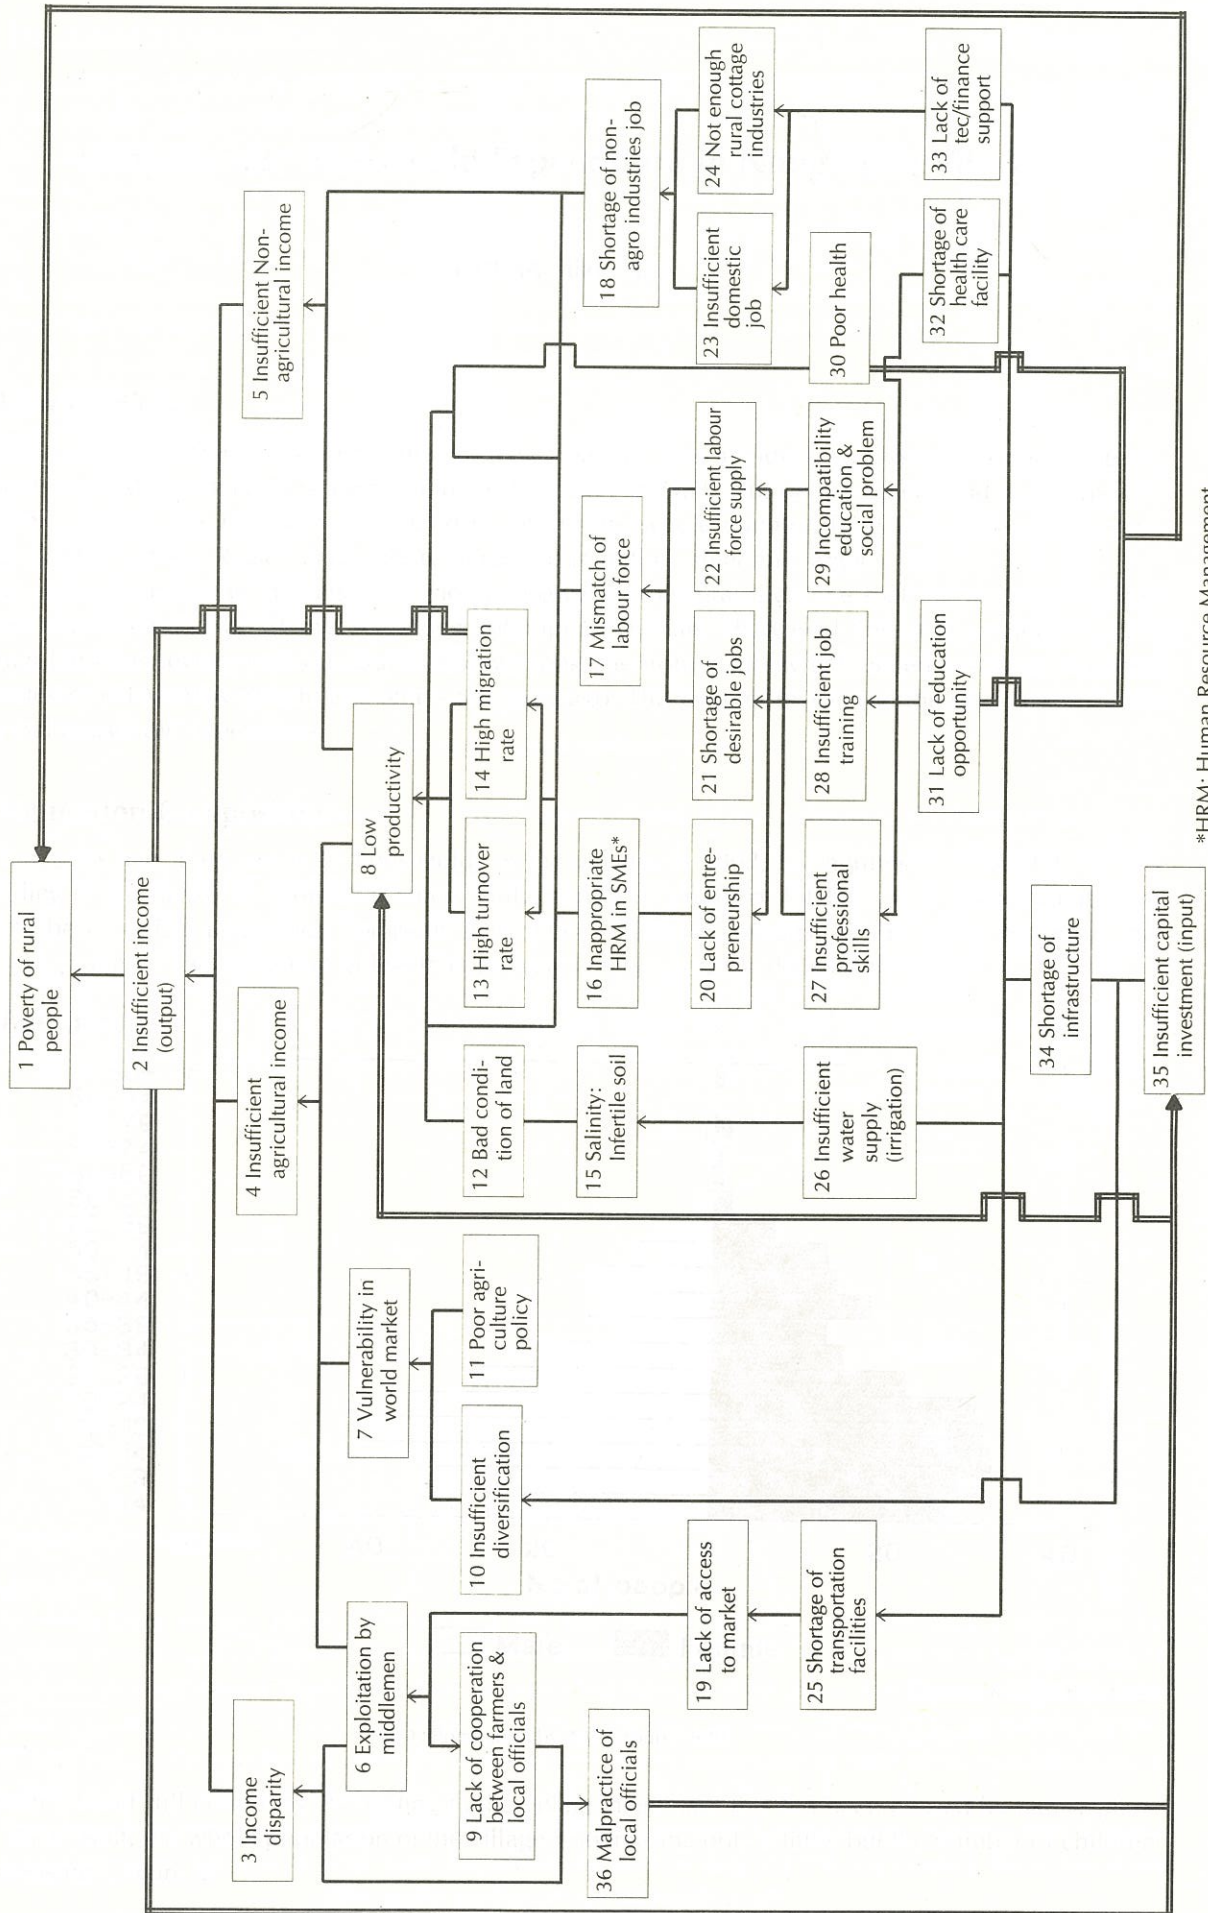 1 Poverty of rural
people
2 Insufficient income
(output)
3 Income
disparity
4 Insufficient
agricultural income
5 Insufficient Non-
agricultural income
6 Exploitation by
middlemen
7 Vulnerability in
world market
8 Low
productivity
9 Lack of cooperation
between farmers &
local officials
10 Insufficient
diversification
11 Poor agri-
culture
policy
12 Bad condi-
tion of land
13 High turnover
rate
14 High migration
rate
36 Malpractice of
local officials
15 Salinity:
Infertile soil
16 Inappropriate
HRM in SMEs*
17 Mismatch of
labour force
18 Shortage of non-
agro industries job
19 Lack of access
to market
20 Lack of entre-
preneurship
21 Shortage of
desirable jobs
22 Insufficient labour
force supply
23 Insufficient
domestic
job
24 Not enough
rural cottage
industries
25 Shortage of
transportation
facilities
26 Insufficient
water
supply
(irrigation)
27 Insufficient
professional
skills
28 Insufficient job
training
29 Incompatibility
education &
social problem
30 Poor health
31 Lack of education
opportunity
32 Shortage of
health care
facility
33 Lack of
tec/finance
support
34 Shortage of
infrastructure
35 Insufficient capital
investment (input)
*HRM: Human Resource Management